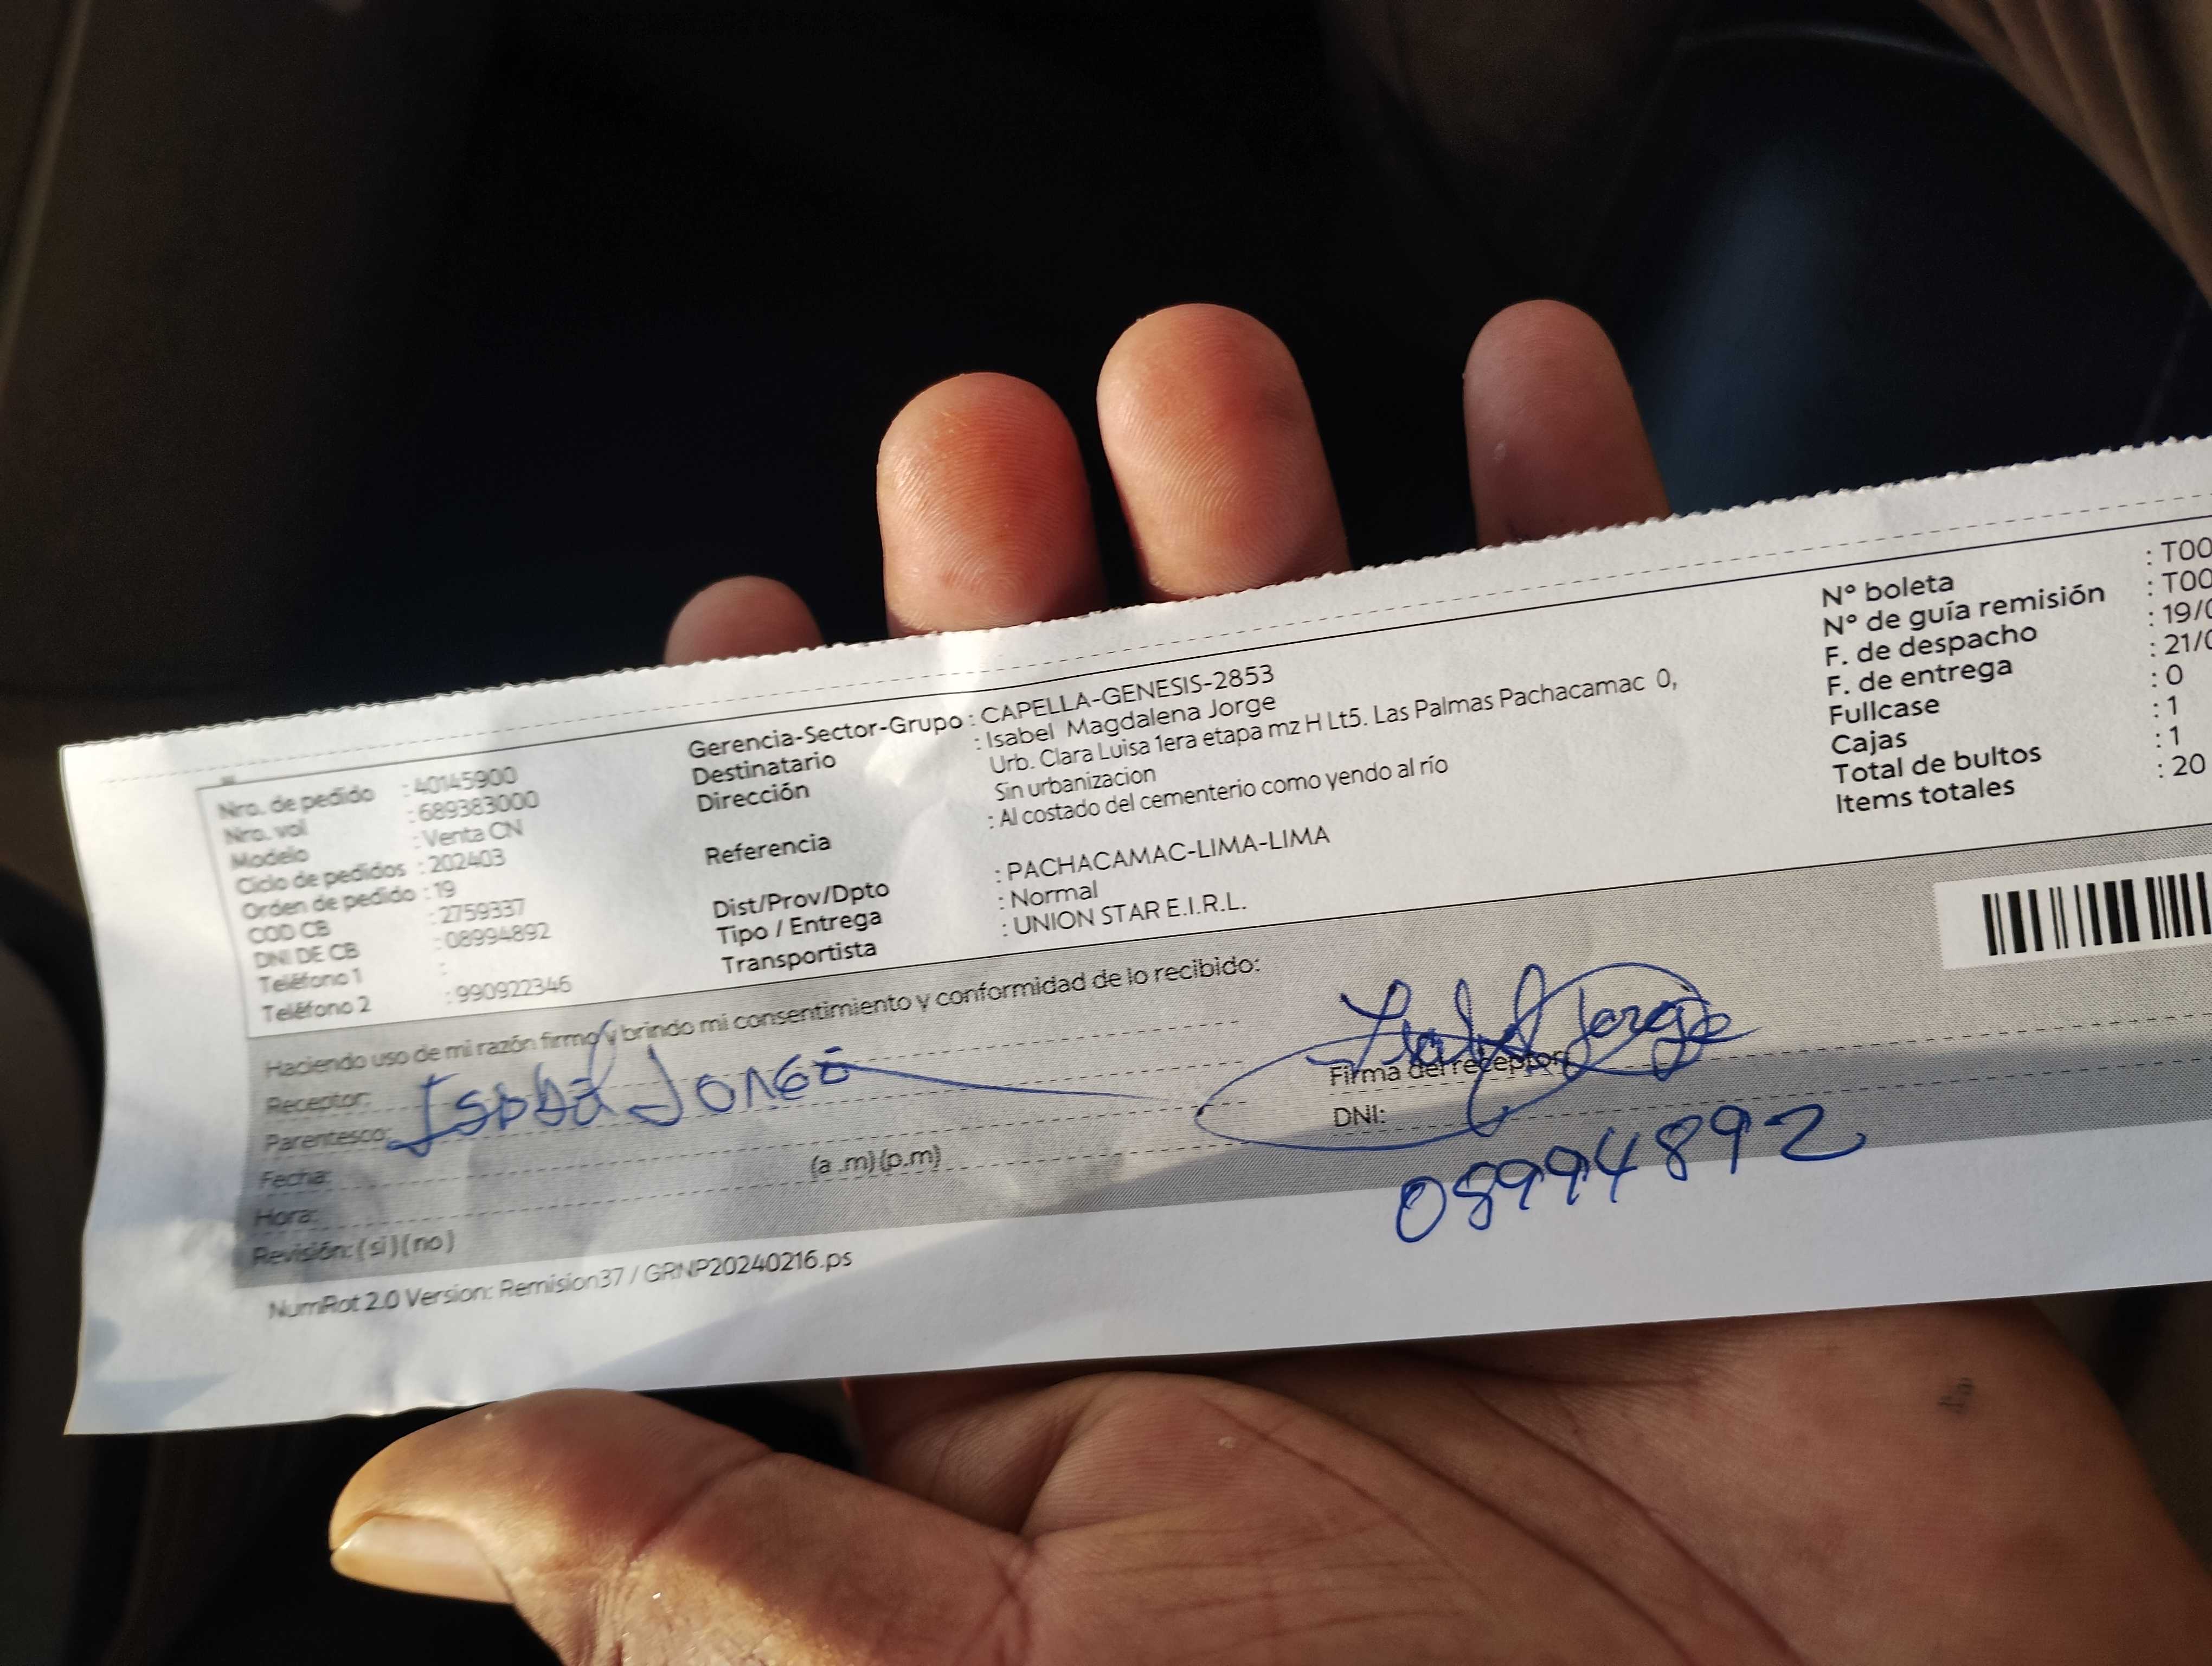 Nro. de pedido : 40145900
Nro. vol : 689383000
Modelo : Venta CN
Ciclo de pedidos : 202403
Orden de pedido : 19
COD CB : 2759337
DNI DE CB : 08994892
Teléfono 1 :
Teléfono 2 : 990922346
Gerencia-Sector-Grupo : CAPELLA-GENESIS-2853
Destinatario : Isabel Magdalena Jorge
Dirección Urb. Clara Luisa 1era etapa mz H Lt5. Las Palmas Pachacamac 0,
Sin urbanizacion
Referencia : Al costado del cementerio como yendo al río
Dist/Prov/Dpto : PACHACAMAC-LIMA-LIMA
Tipo / Entrega : Normal
Transportista : UNION STAR E.I.R.L.
N° boleta : T00
N° de guía remisión : T00
F. de despacho : 19/0
F. de entrega : 21/0
Fullcase : 0
Cajas : 1
Total de bultos : 1
Items totales : 20
Haciendo uso de mi razón firmo y brindo mi consentimiento y conformidad de lo recibido:
Receptor:
Parentesco: Isabel Jorge
Fecha:
Hora: (a .m) (p.m)
Revisión: ( si ) ( no )
Isabel Jorge
Firma del receptor:
DNI:
08994892
NumRot 2.0 Version: Remision37 / GRNP20240216.ps